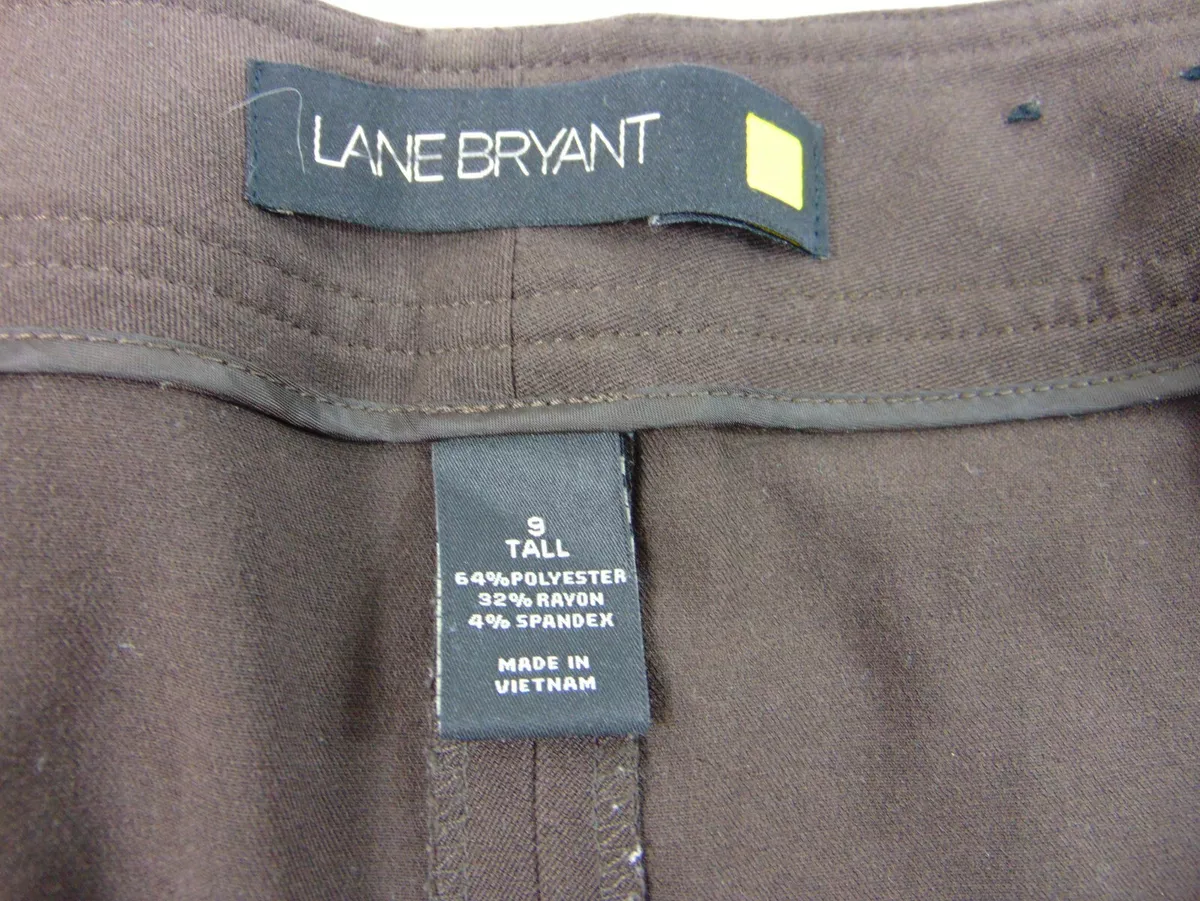 LANE BRYANT
9
TALL
64% POLYESTER
32% RAYON
4% SPANDEX
MADE IN
VIETNAM